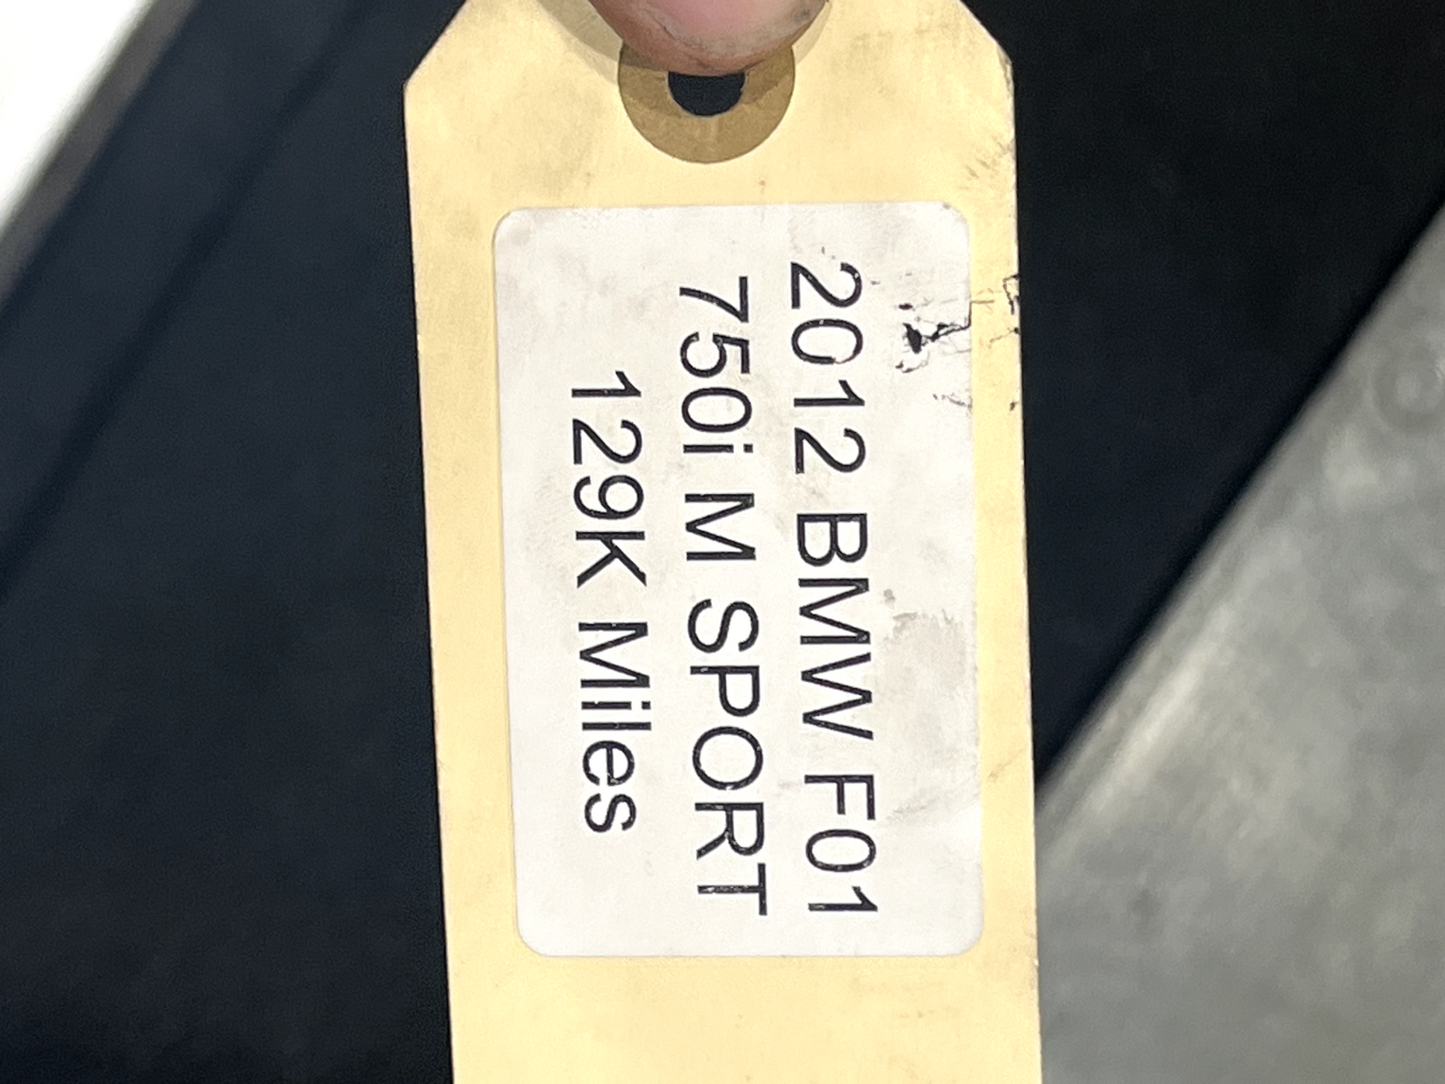 2012 BMW F01
750i M SPORT
129K Miles